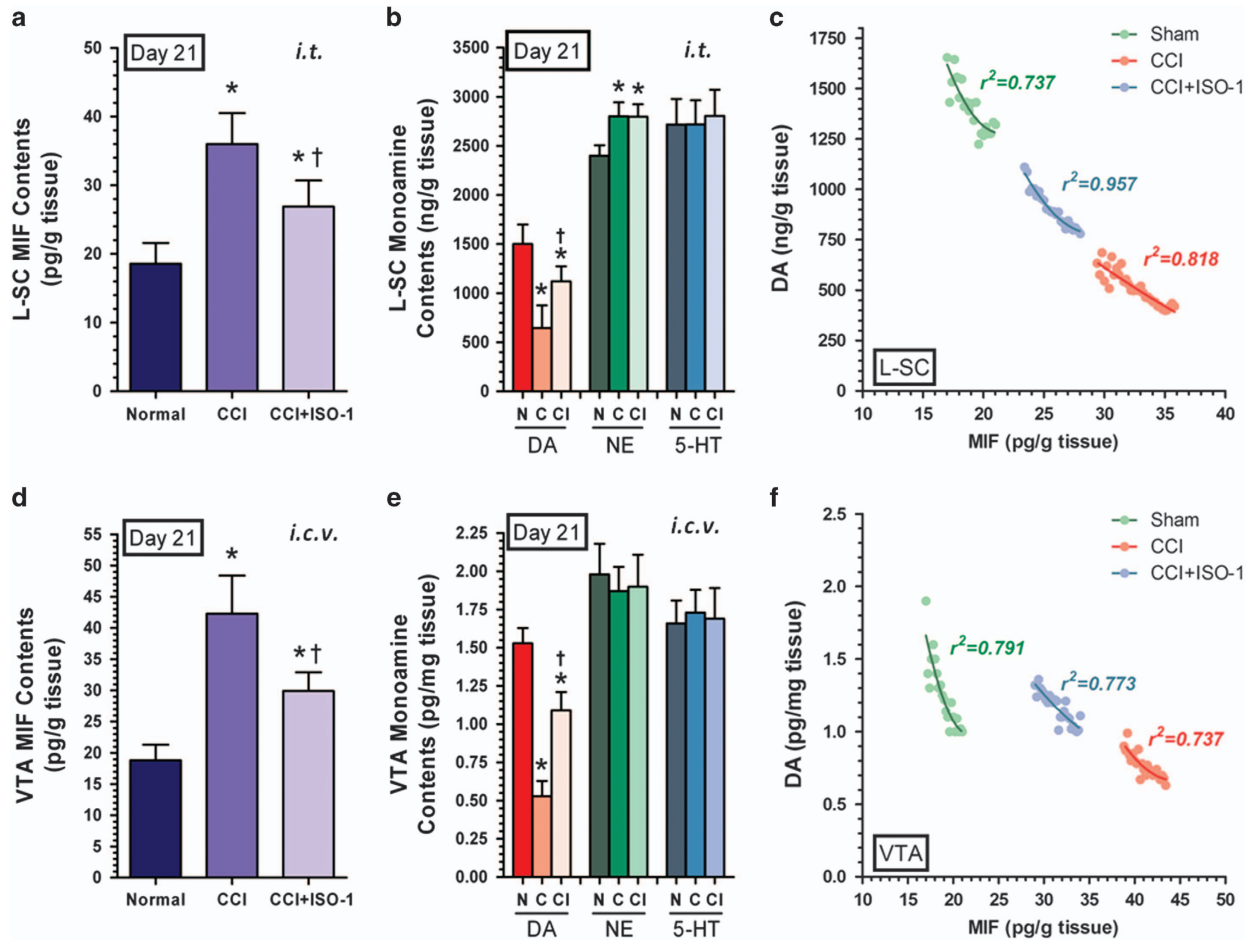 a
Day 21
i.t.
L-SC MIF Contents
(pg/g tissue)
50
40
30
20
10
0
*
* †
Normal CCI CCI+ISO-1
b
Day 21
i.t.
L-SC Monoamine
Contents (ng/g tissue)
3500
3000
2500
2000
1500
1000
500
0
*
†
*
* *
N C CI N C CI N C CI
DA NE 5-HT
c
Sham
CCI
CCI+ISO-1
DA (ng/g tissue)
1750
1500
1250
1000
750
500
250
0
r²=0.737
r²=0.957
r²=0.818
L-SC
10 15 20 25 30 35 40
MIF (pg/g tissue)
d
Day 21
i.c.v.
VTA MIF Contents
(pg/g tissue)
55
50
45
40
35
30
25
20
15
10
5
0
*
* †
Normal CCI CCI+ISO-1
e
Day 21
i.c.v.
VTA Monoamine
Contents (pg/mg tissue)
2.25
2.00
1.75
1.50
1.25
1.00
0.75
0.50
0.25
0.00
*
†
*
N C CI N C CI N C CI
DA NE 5-HT
f
Sham
CCI
CCI+ISO-1
DA (pg/mg tissue)
2.5
2.0
1.5
1.0
0.5
0.0
r²=0.791
r²=0.773
r²=0.737
VTA
10 15 20 25 30 35 40 45 50
MIF (pg/g tissue)